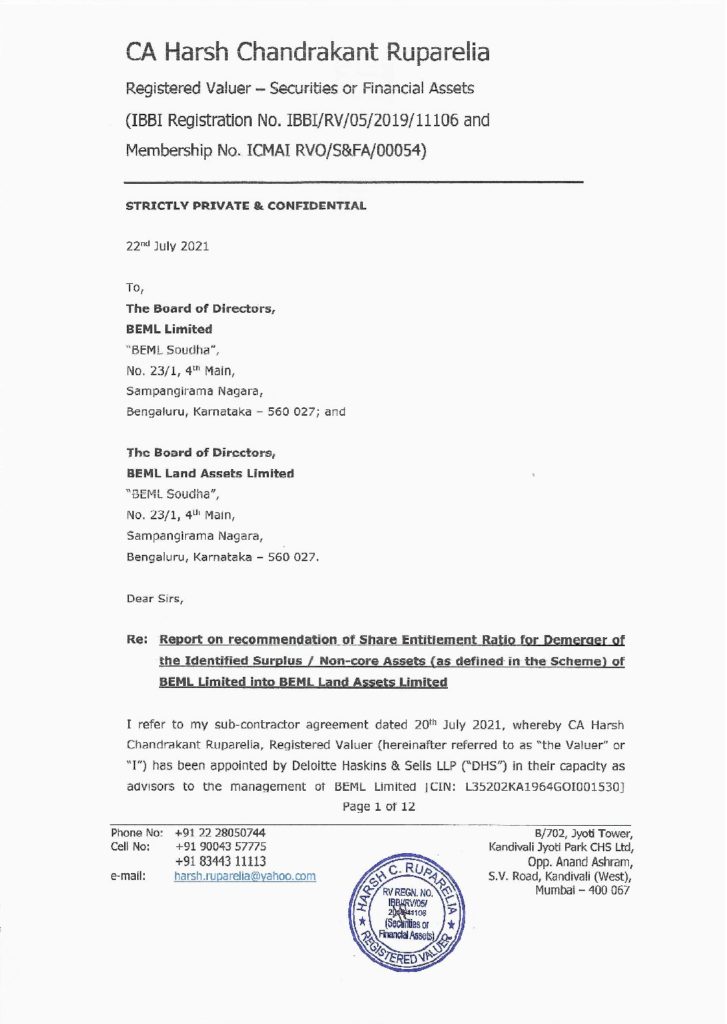 CA Harsh Chandrakant Ruparelia
Registered Valuer – Securities or Financial Assets
(IBBI Registration No. IBBI/RV/05/2019/11106 and
Membership No. ICMAI RVO/S&FA/00054)
STRICTLY PRIVATE & CONFIDENTIAL
22nd July 2021
To,
The Board of Directors,
BEML Limited
"BEML Soudha",
No. 23/1, 4th Main,
Sampangirama Nagara,
Bengaluru, Karnataka – 560 027; and
The Board of Directors,
BEML Land Assets Limited
"BEML Soudha",
No. 23/1, 4th Main,
Sampangirama Nagara,
Bengaluru, Karnataka – 560 027.
Dear Sirs,
Re: Report on recommendation of Share Entitlement Ratio for Demerger of
the Identified Surplus / Non-core Assets (as defined in the Scheme) of
BEML Limited into BEML Land Assets Limited
I refer to my sub-contractor agreement dated 20th July 2021, whereby CA Harsh
Chandrakant Ruparelia, Registered Valuer (hereinafter referred to as "the Valuer" or
"I") has been appointed by Deloitte Haskins & Sells LLP ("DHS") in their capacity as
advisors to the management of BEML Limited [CIN: L35202KA1964GOI001530]
Page 1 of 12
Phone No: +91 22 28050744
Cell No: +91 90043 57775
+91 83443 11113
e-mail: harsh.ruparelia@yahoo.com
B/702, Jyoti Tower,
Kandivali Jyoti Park CHS Ltd,
Opp. Anand Ashram,
S.V. Road, Kandivali (West),
Mumbai – 400 067
HARSH C. RUPARELIA
RV REGN. NO.
IBBI/RV/05/
(Securities or
Financial Assets)
REGISTERED VALUER